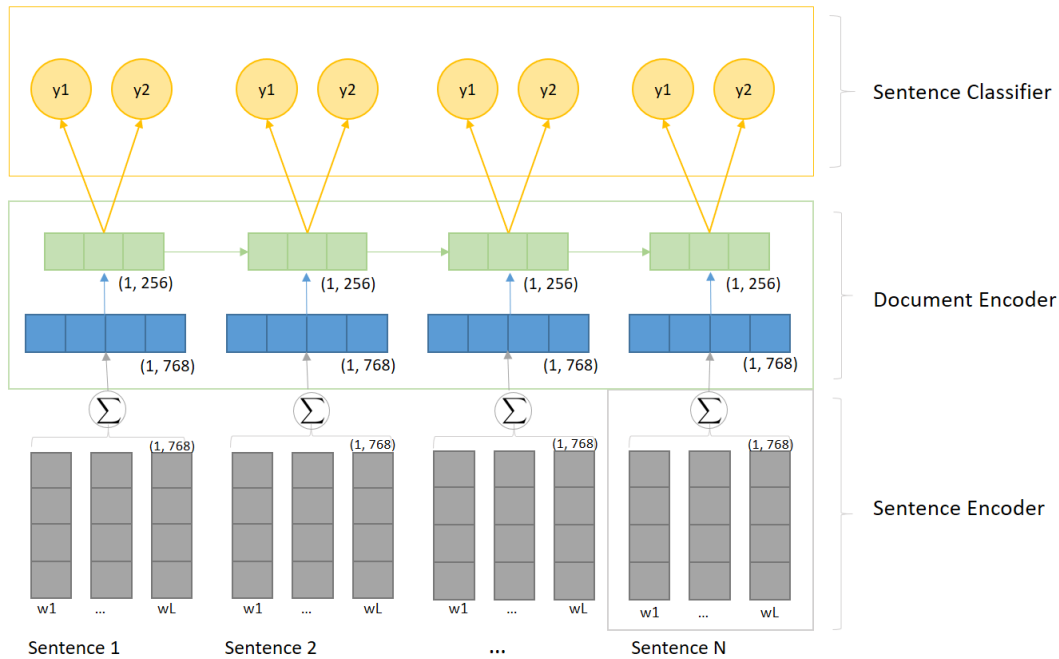 y1 y2 y1 y2 y1 y2 y1 y2
Sentence Classifier
(1, 256) (1, 256) (1, 256) (1, 256)
Document Encoder
(1, 768) (1, 768) (1, 768) (1, 768)
Σ Σ Σ Σ
(1, 768) (1, 768) (1, 768) (1, 768)
Sentence Encoder
w1 ... wL w1 ... wL w1 ... wL w1 ... wL
Sentence 1 Sentence 2 ... Sentence N